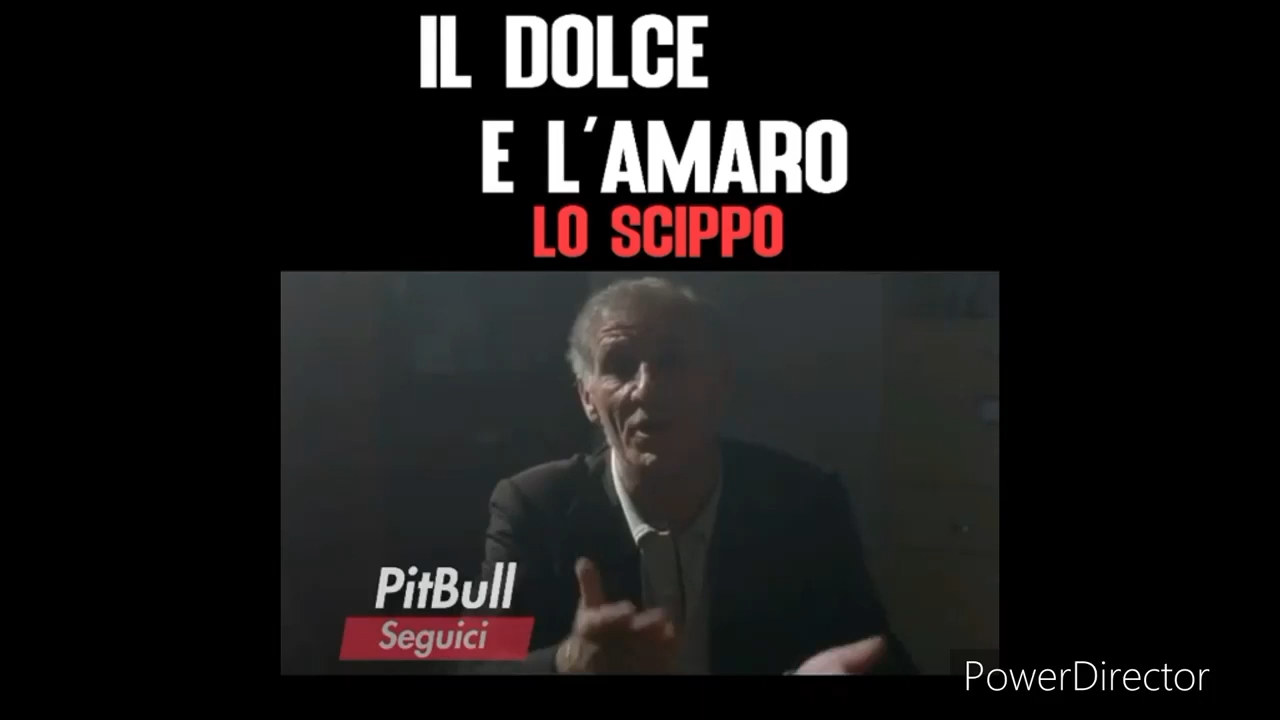 IL DOLCE
E L'AMARO
LO SCIPPO
PitBull
Seguici
PowerDirector